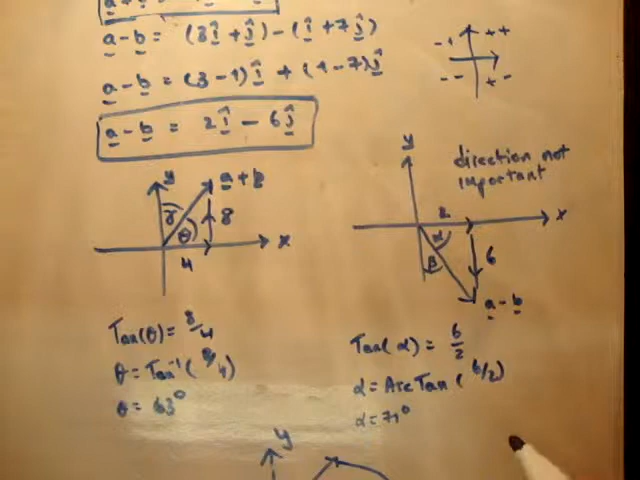 a - b = (3î + ĵ) - (î + 7ĵ)
a - b = (3-1)î + (1-7)ĵ
a - b = 2î - 6ĵ
- +
+ +
- -
+ -
y
a + b
γ
θ
8
x
4
Tan(θ) = 8/4
θ = Tan⁻¹(8/4)
θ = 63°
y
direction not
important
2
x
α
β
6
a - b
Tan(α) = 6/2
α = ArcTan(6/2)
α = 71°
y